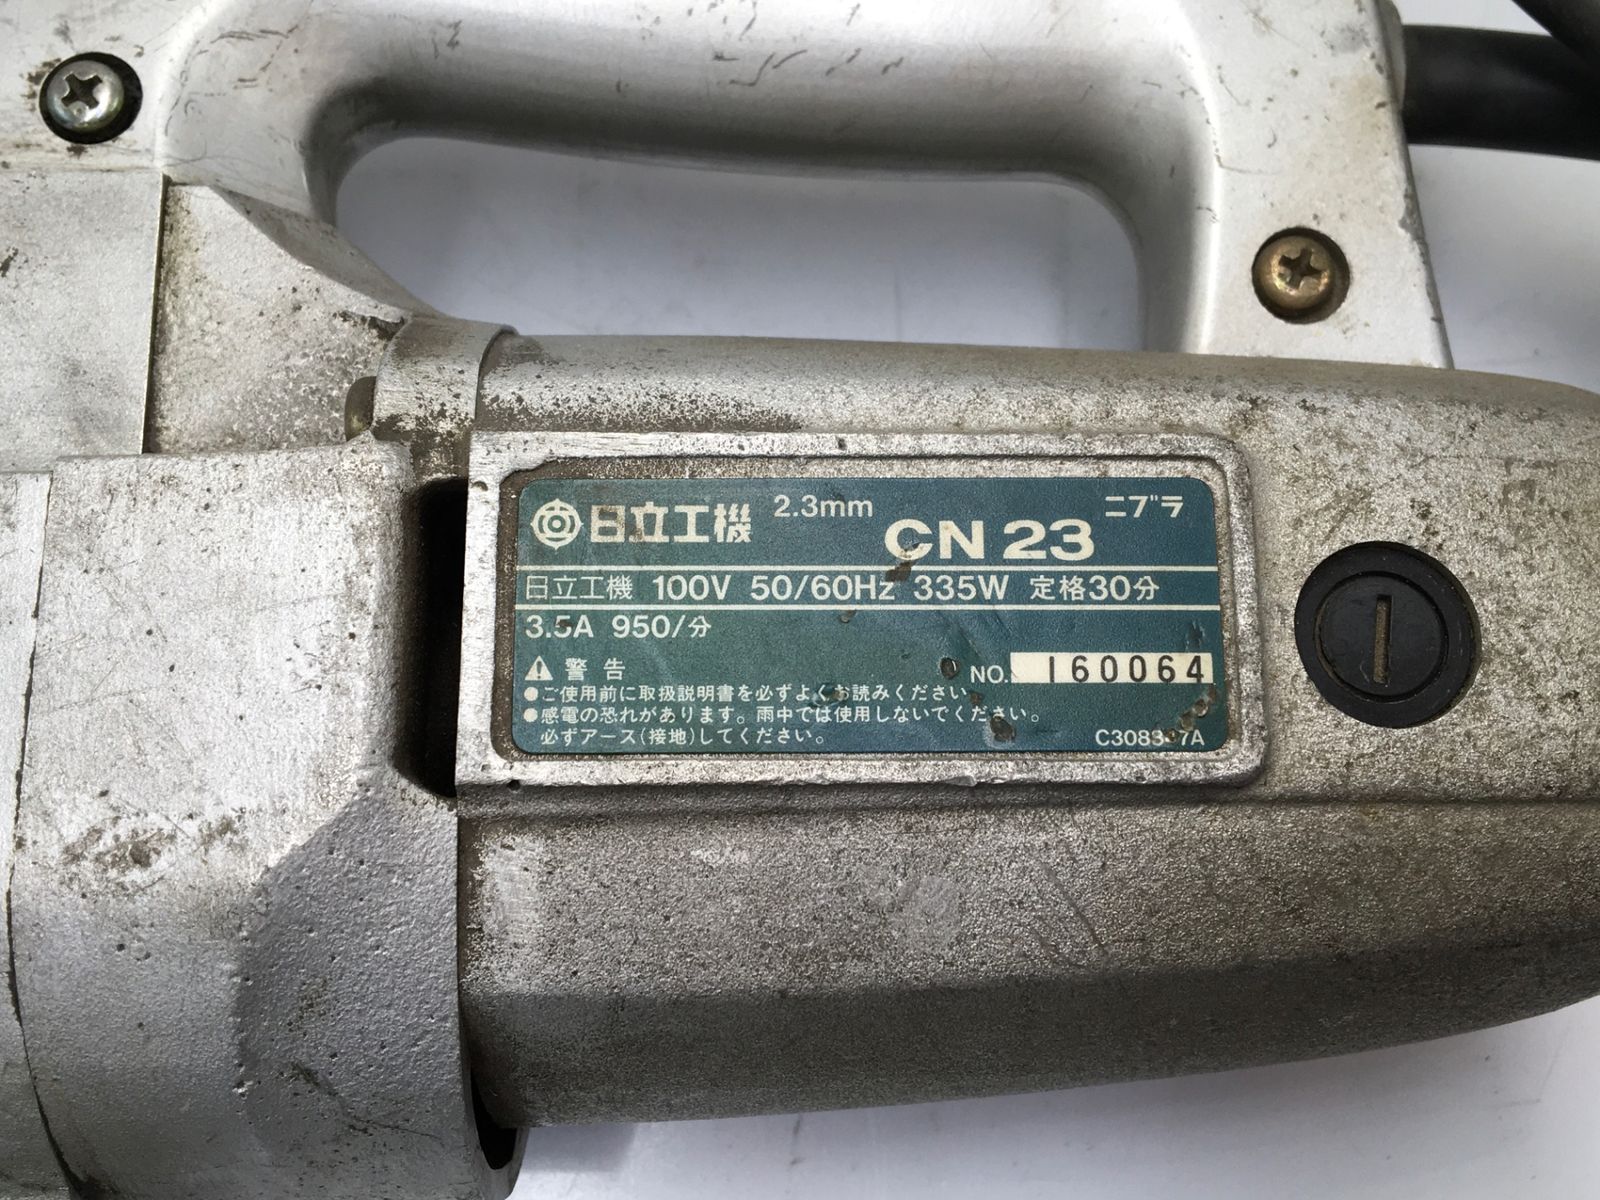 日立工機 2.3mm CN 23 ニブラ
日立工機 100V 50/60Hz 335W 定格30分
3.5A 950/分
警告 NO. 160064
●ご使用前に取扱説明書を必ずよくお読みください。
●感電の恐れがあります。雨中では使用しないでください。
必ずアース(接地)してください。